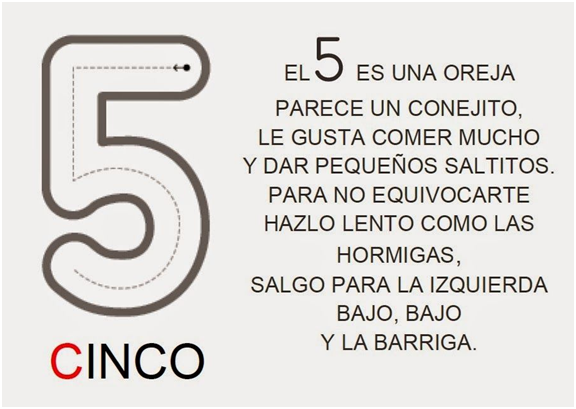 EL 5 ES UNA OREJA
PARECE UN CONEJITO,
LE GUSTA COMER MUCHO
Y DAR PEQUEÑOS SALTITOS.
PARA NO EQUIVOCARTE
HAZLO LENTO COMO LAS
HORMIGAS,
SALGO PARA LA IZQUIERDA
BAJO, BAJO
Y LA BARRIGA.
5
CINCO